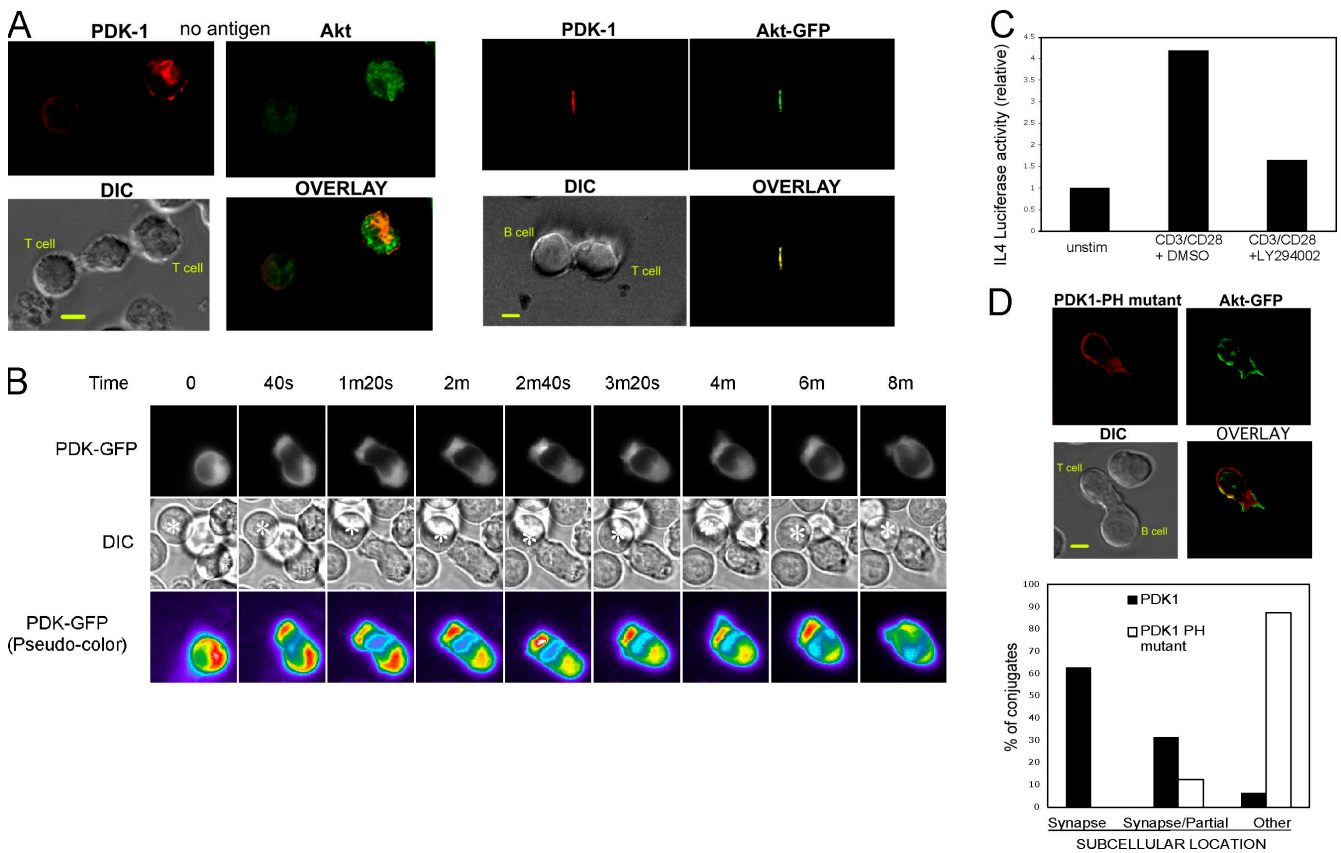 A
PDK-1 no antigen Akt
DIC OVERLAY
T cell
T cell
PDK-1 Akt-GFP
DIC OVERLAY
B cell
T cell
B
Time 0 40s 1m20s 2m 2m40s 3m20s 4m 6m 8m
PDK-GFP
DIC
*
*
*
*
*
*
*
*
*
PDK-GFP
(Pseudo-color)
C
IL4 Luciferase activity (relative)
4.5
4
3.5
3
2.5
2
1.5
1
0.5
0
unstim
CD3/CD28
+ DMSO
CD3/CD28
+LY294002
D
PDK1-PH mutant Akt-GFP
DIC OVERLAY
T cell
B cell
% of conjugates
100
90
80
70
60
50
40
30
20
10
0
PDK1
PDK1 PH
mutant
Synapse Synapse/Partial Other
SUBCELLULAR LOCATION